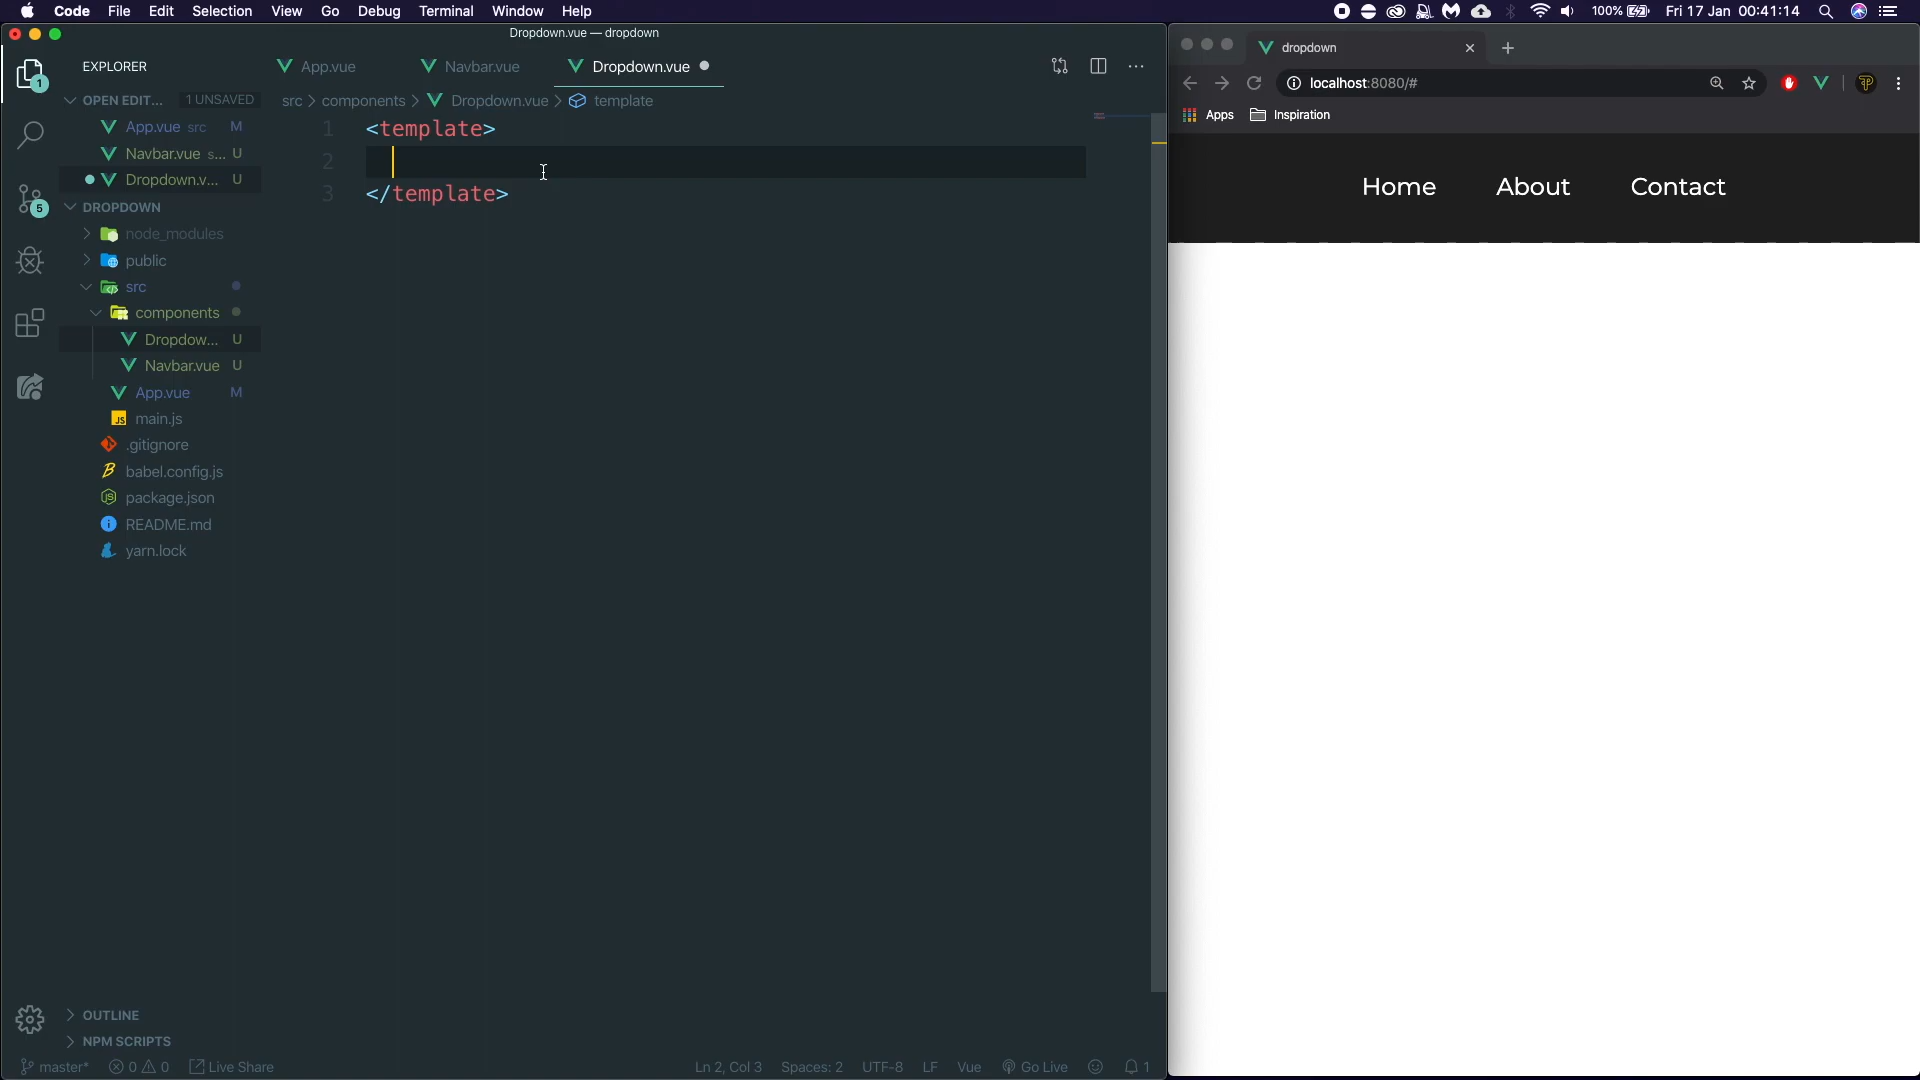 Code File Edit Selection View Go Debug Terminal Window Help 100% Fri 17 Jan 00:41:14
Dropdown.vue — dropdown
EXPLORER
OPEN EDIT... 1 UNSAVED
App.vue src M
Navbar.vue s... U
Dropdown.v... U
DROPDOWN
node_modules
public
src
components
Dropdow... U
Navbar.vue U
App.vue M
main.js
.gitignore
babel.config.js
package.json
README.md
yarn.lock
OUTLINE
NPM SCRIPTS
1
5
App.vue Navbar.vue Dropdown.vue
src > components > Dropdown.vue > template
1 <template>
2
3 </template>
master* 0 0 Live Share Ln 2, Col 3 Spaces: 2 UTF-8 LF Vue Go Live 1
dropdown
localhost:8080/#
Apps Inspiration
Home About Contact